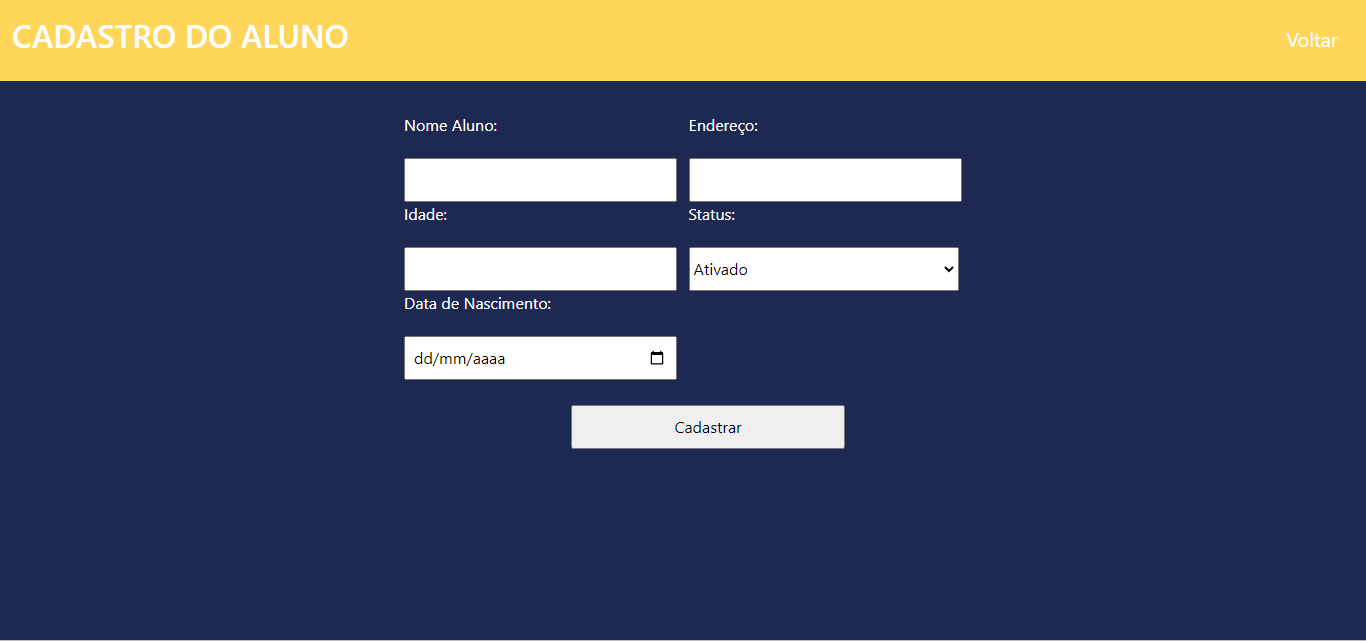 CADASTRO DO ALUNO
Voltar
Nome Aluno:
Endereço:
Idade:
Status:
Ativado
Data de Nascimento:
dd/mm/aaaa
Cadastrar